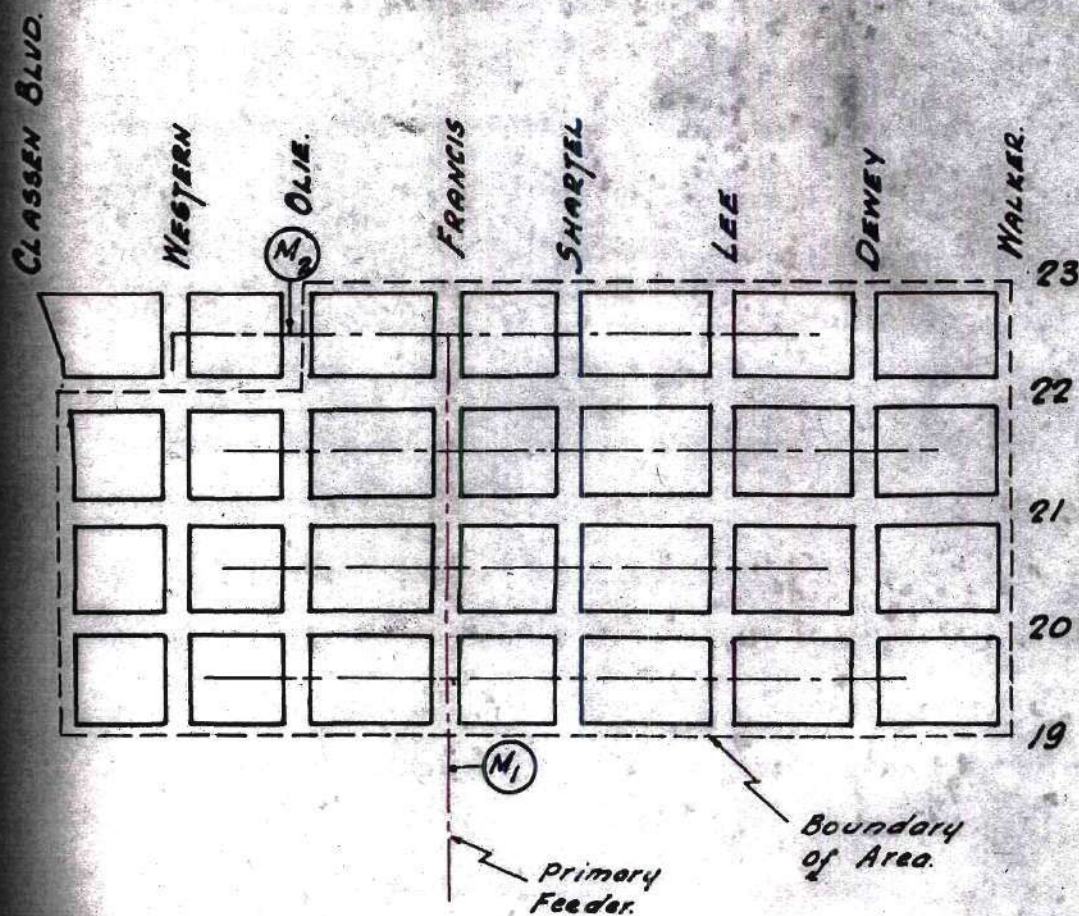 CLASSEN BLVD.
WESTERN
OLIE.
FRANCIS
SHARTEL
LEE
DEWEY
WALKER.
M2
23
22
21
20
19
M1
Boundary
of Area.
Primary
Feeder.